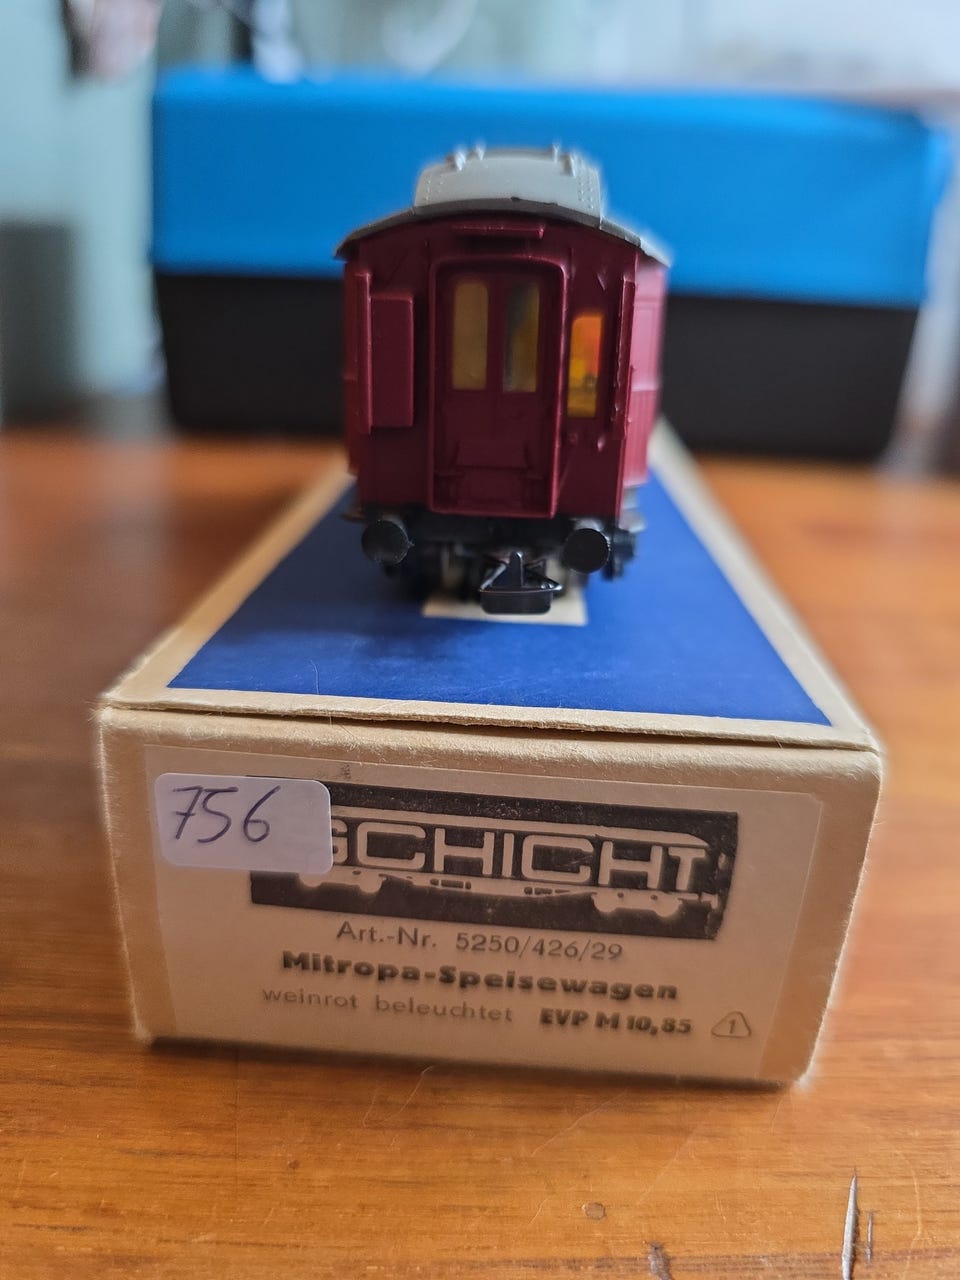 756
SCHICHT
Art.-Nr. 5250/426/29
Mitropa-Speisewagen
weinrot beleuchtet EVP M 10,85 1